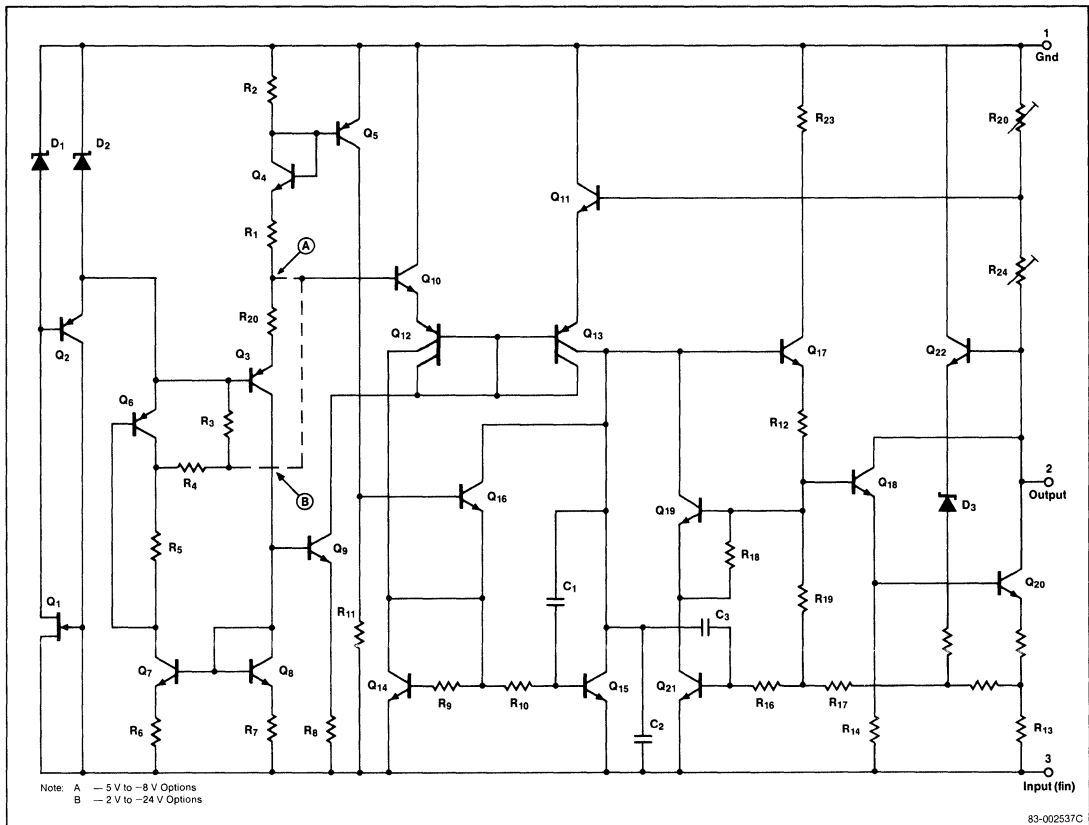 1
Gnd
R2
R23
R20
D1
D2
Q5
Q4
Q11
R1
A
Q10
R24
R20
Q12
Q13
Q2
Q3
Q17
Q22
Q6
R3
R12
R4
B
Q16
Q18
2
Output
Q19
D3
R5
Q9
R18
C1
Q20
Q1
R11
R19
C3
Q7
Q8
Q14
Q15
Q21
R9
R10
R16
R17
C2
R6
R7
R8
R14
R13
3
Input (fin)
Note: A — 5 V to −8 V Options
B — 2 V to −24 V Options
83-002537C